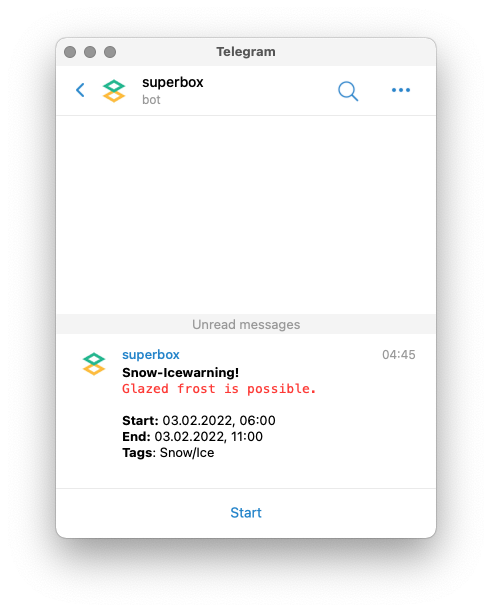 Telegram
superbox
bot
Unread messages
superbox 04:45
Snow-Icewarning!
Glazed frost is possible.
Start: 03.02.2022, 06:00
End: 03.02.2022, 11:00
Tags: Snow/Ice
Start